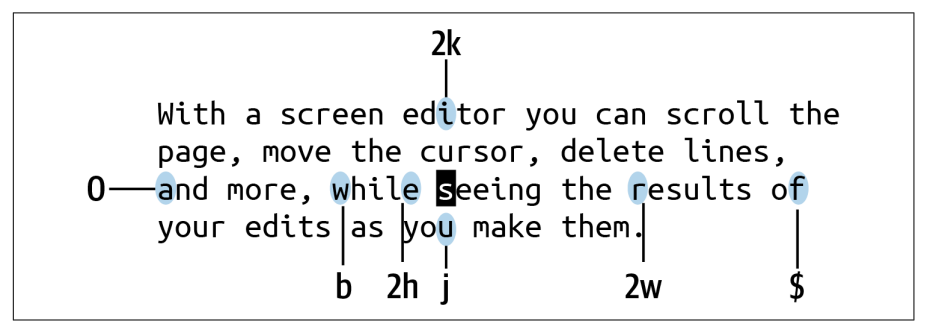 2k
With a screen editor you can scroll the
page, move the cursor, delete lines,
0 and more, while seeing the results of
your edits as you make them.
b 2h j 2w $